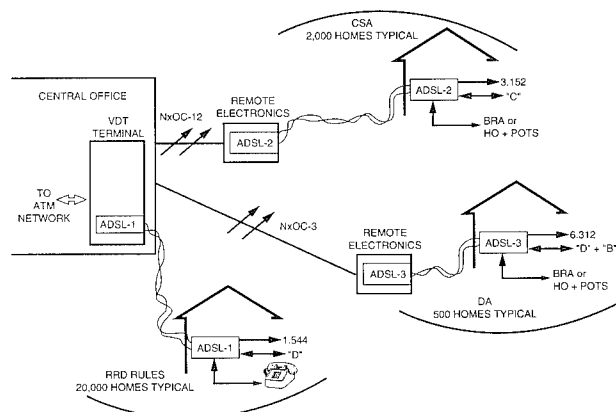 CSA
2,000 HOMES TYPICAL
CENTRAL OFFICE
VDT
TERMINAL
NxOC-12
REMOTE
ELECTRONICS
ADSL-2
ADSL-2
3.152
"C"
BRA or
HO + POTS
TO
ATM
NETWORK
ADSL-1
NxOC-3
REMOTE
ELECTRONICS
ADSL-3
ADSL-3
6.312
"D" + "B"
BRA or
HO + POTS
DA
500 HOMES TYPICAL
ADSL-1
1.544
"D"
RRD RULES
20,000 HOMES TYPICAL